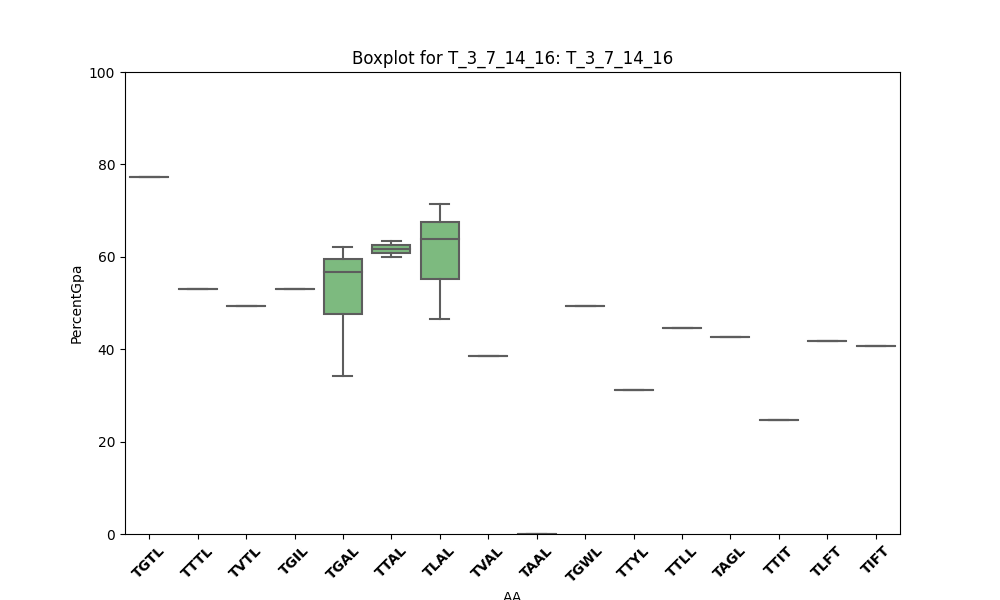 Boxplot for T_3_7_14_16: T_3_7_14_16
100
80
60
40
20
0
PercentGpa
TGTL
TTTL
TVTL
TGIL
TGAL
TTAL
TLAL
TVAL
TAAL
TGWL
TTYL
TTLL
TAGL
TTIT
TLFT
TIFT
AA